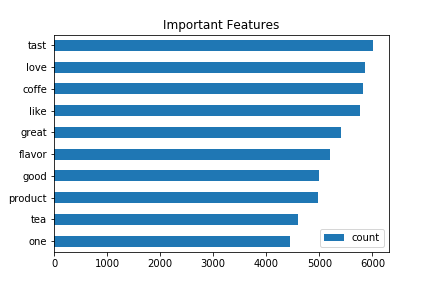 Important Features
tast
love
coffe
like
great
flavor
good
product
tea
one
count
0 1000 2000 3000 4000 5000 6000